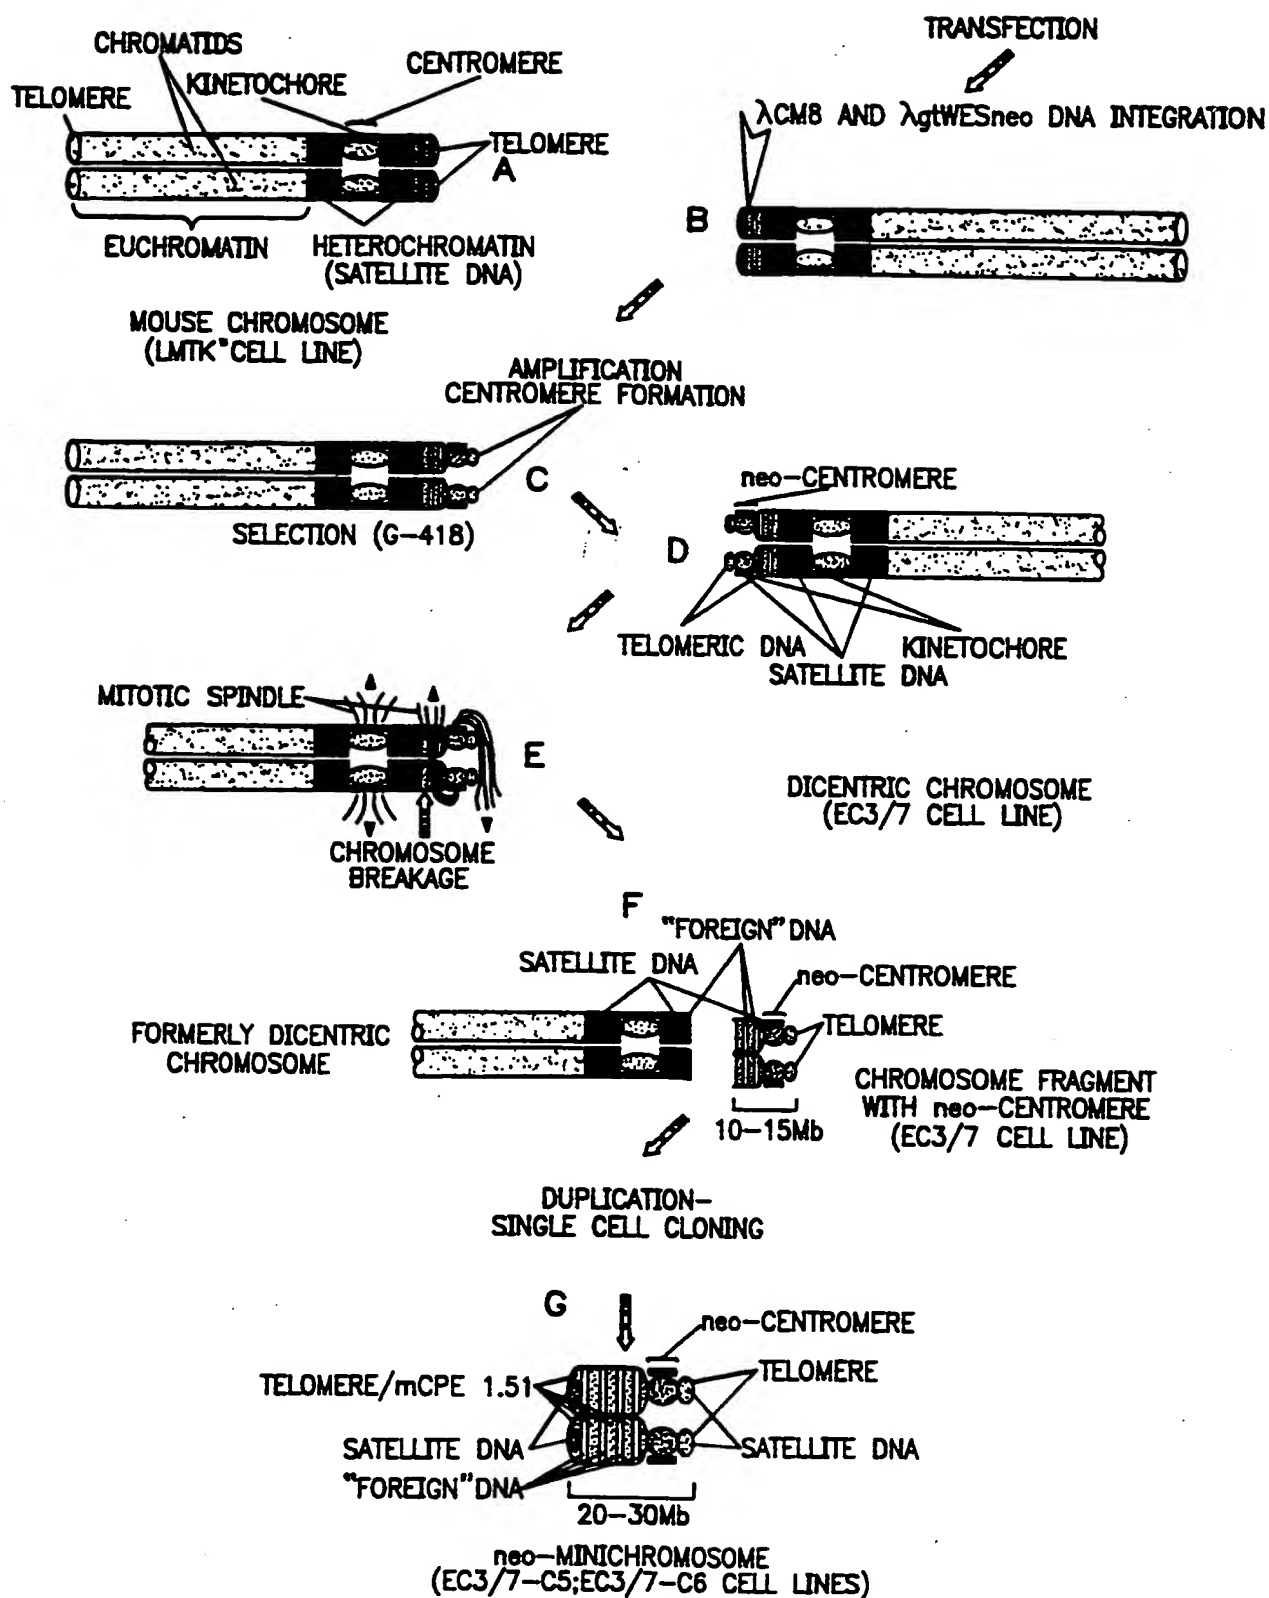 CHROMATIDS
KINETOCHORE
CENTROMERE
TELOMERE
TELOMERE
A
EUCHROMATIN
HETEROCHROMATIN
(SATELLITE DNA)
MOUSE CHROMOSOME
(LMTK⁻ CELL LINE)
TRANSFECTION
λCM8 AND λgtWESneo DNA INTEGRATION
B
AMPLIFICATION
CENTROMERE FORMATION
C
SELECTION (G-418)
neo-CENTROMERE
D
TELOMERIC DNA
KINETOCHORE
SATELLITE DNA
MITOTIC SPINDLE
E
CHROMOSOME
BREAKAGE
DICENTRIC CHROMOSOME
(EC3/7 CELL LINE)
F
"FOREIGN" DNA
SATELLITE DNA
neo-CENTROMERE
TELOMERE
FORMERLY DICENTRIC
CHROMOSOME
10-15Mb
CHROMOSOME FRAGMENT
WITH neo-CENTROMERE
(EC3/7 CELL LINE)
DUPLICATION-
SINGLE CELL CLONING
G
neo-CENTROMERE
TELOMERE/mCPE 1.51
TELOMERE
SATELLITE DNA
SATELLITE DNA
"FOREIGN" DNA
20-30Mb
neo-MINICHROMOSOME
(EC3/7-C5;EC3/7-C6 CELL LINES)